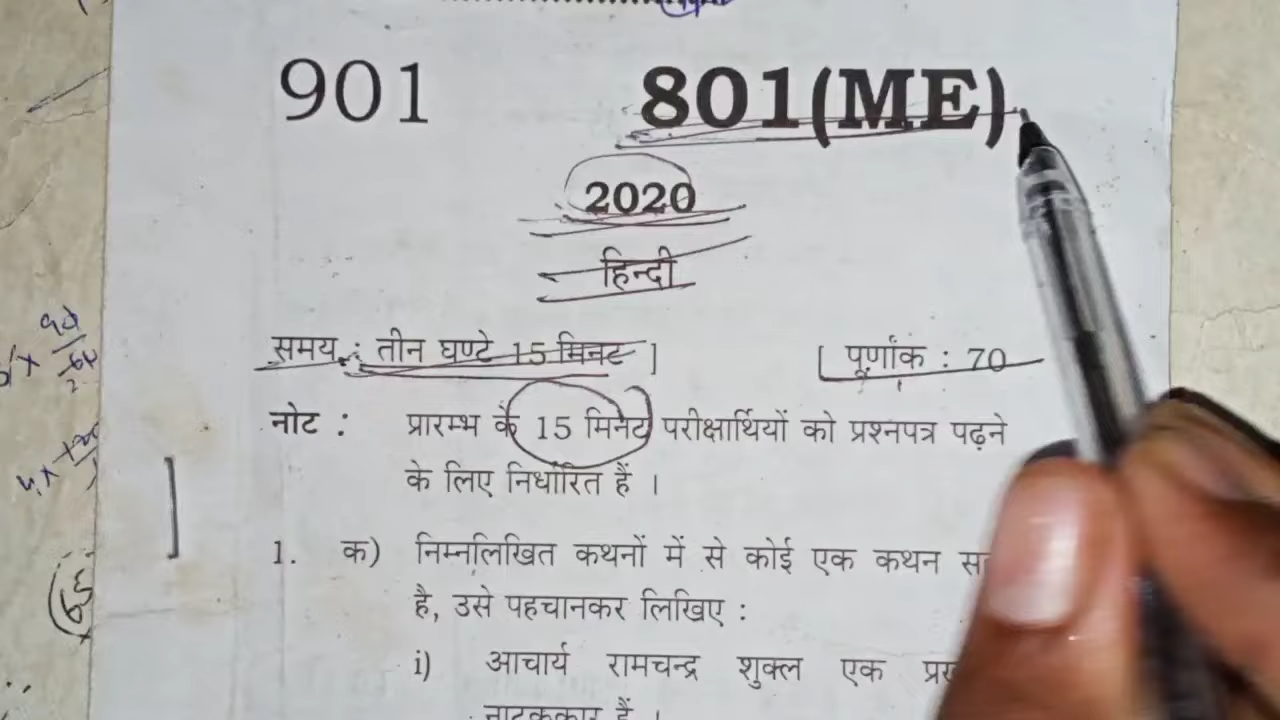 901 801(ME)
2020
हिन्दी
समय : तीन घण्टे 15 मिनट ] [ पूर्णांक : 70
नोट : प्रारम्भ के 15 मिनट परीक्षार्थियों को प्रश्नपत्र पढ़ने
के लिए निर्धारित हैं ।
1. क) निम्नलिखित कथनों में से कोई एक कथन
है, उसे पहचानकर लिखिए :
i) आचार्य रामचन्द्र शुक्ल एक
नाटककार हैं ।